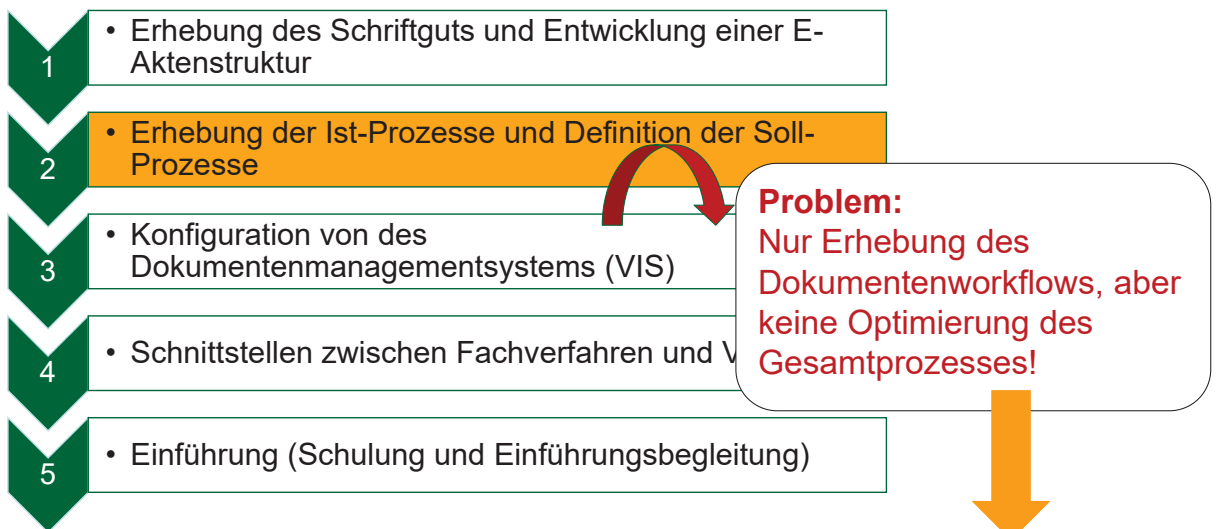 1
• Erhebung des Schriftguts und Entwicklung einer E-
Aktenstruktur
2
• Erhebung der Ist-Prozesse und Definition der Soll-
Prozesse
3
• Konfiguration von des
Dokumentenmanagementsystems (VIS)
4
• Schnittstellen zwischen Fachverfahren und
5
• Einführung (Schulung und Einführungsbegleitung)
Problem:
Nur Erhebung des
Dokumentenworkflows, aber
keine Optimierung des
Gesamtprozesses!